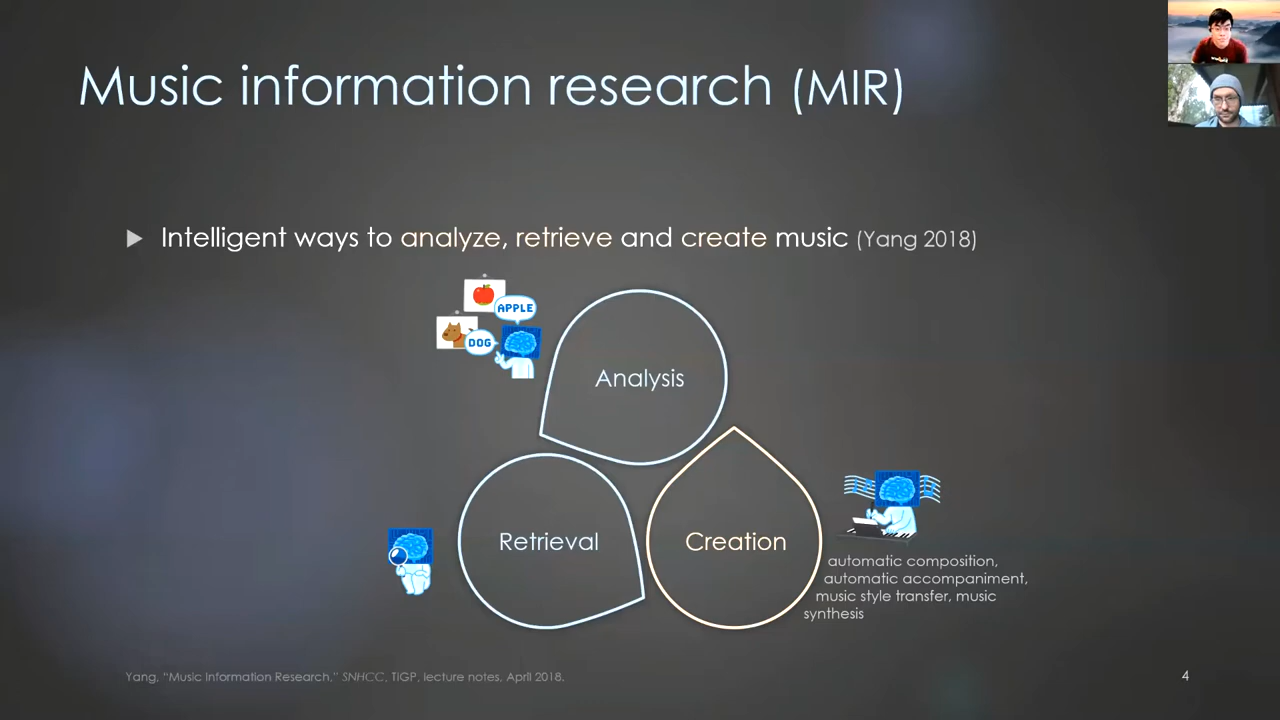 Music information research (MIR)
Intelligent ways to analyze, retrieve and create music (Yang 2018)
APPLE
DOG
Analysis
Retrieval
Creation
automatic composition,
automatic accompaniment,
music style transfer, music
synthesis
Yang, "Music Information Research," SNHCC, TIGP, lecture notes, April 2018.
4